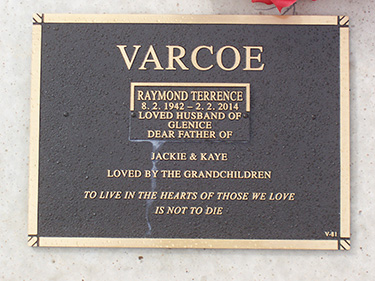 VARCOE
RAYMOND TERRENCE
8. 2. 1942 – 2. 2. 2014
LOVED HUSBAND OF
GLENICE
DEAR FATHER OF
JACKIE & KAYE
LOVED BY THE GRANDCHILDREN
TO LIVE IN THE HEARTS OF THOSE WE LOVE
IS NOT TO DIE
V-81